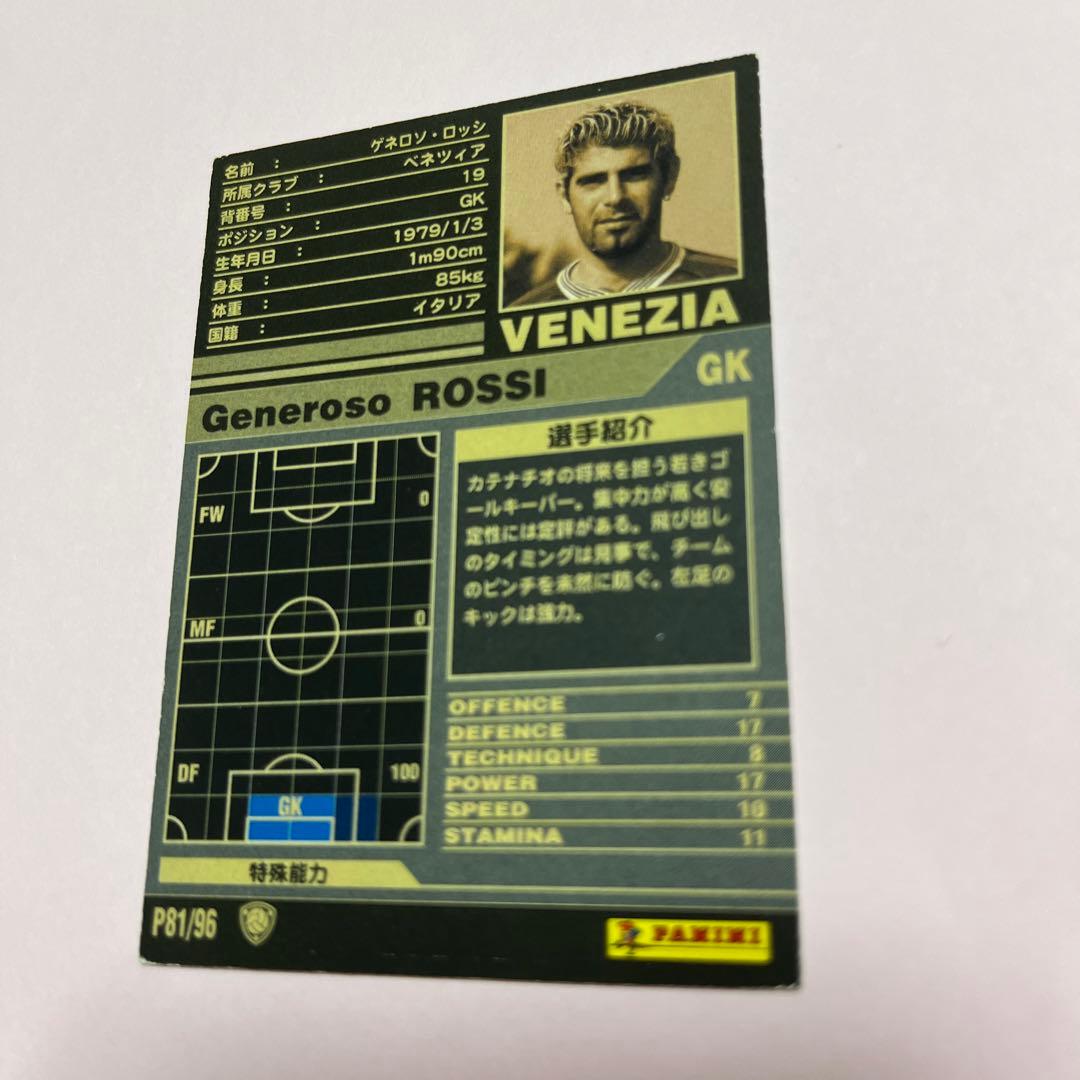 名前 : ゲネロソ・ロッシ
所属クラブ : ベネツィア
背番号 : 19
ポジション : GK
生年月日 : 1979/1/3
身長 : 1m90cm
体重 : 85kg
国籍 : イタリア
VENEZIA
GK
Generoso ROSSI
選手紹介
カテナチオの将来を担う若きゴ
ールキーパー。集中力が高く安
定性には定評がある。飛び出し
のタイミングは見事で、チーム
のピンチを未然に防ぐ。左足の
キックは強力。
FW 0
MF 0
DF 100
GK
OFFENCE 7
DEFENCE 17
TECHNIQUE 8
POWER 17
SPEED 10
STAMINA 11
特殊能力
P81/96
PANINI